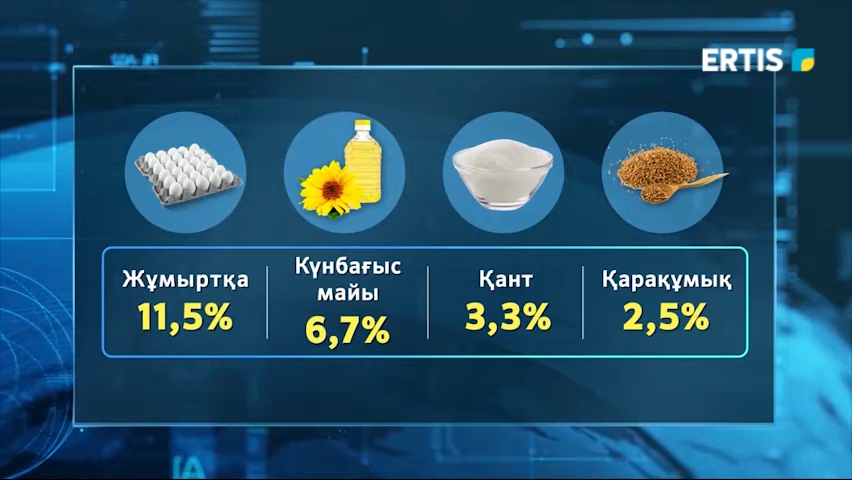 ERTIS
Жұмыртқа
11,5%
Күнбағыс
майы
6,7%
Қант
3,3%
Қарақұмық
2,5%